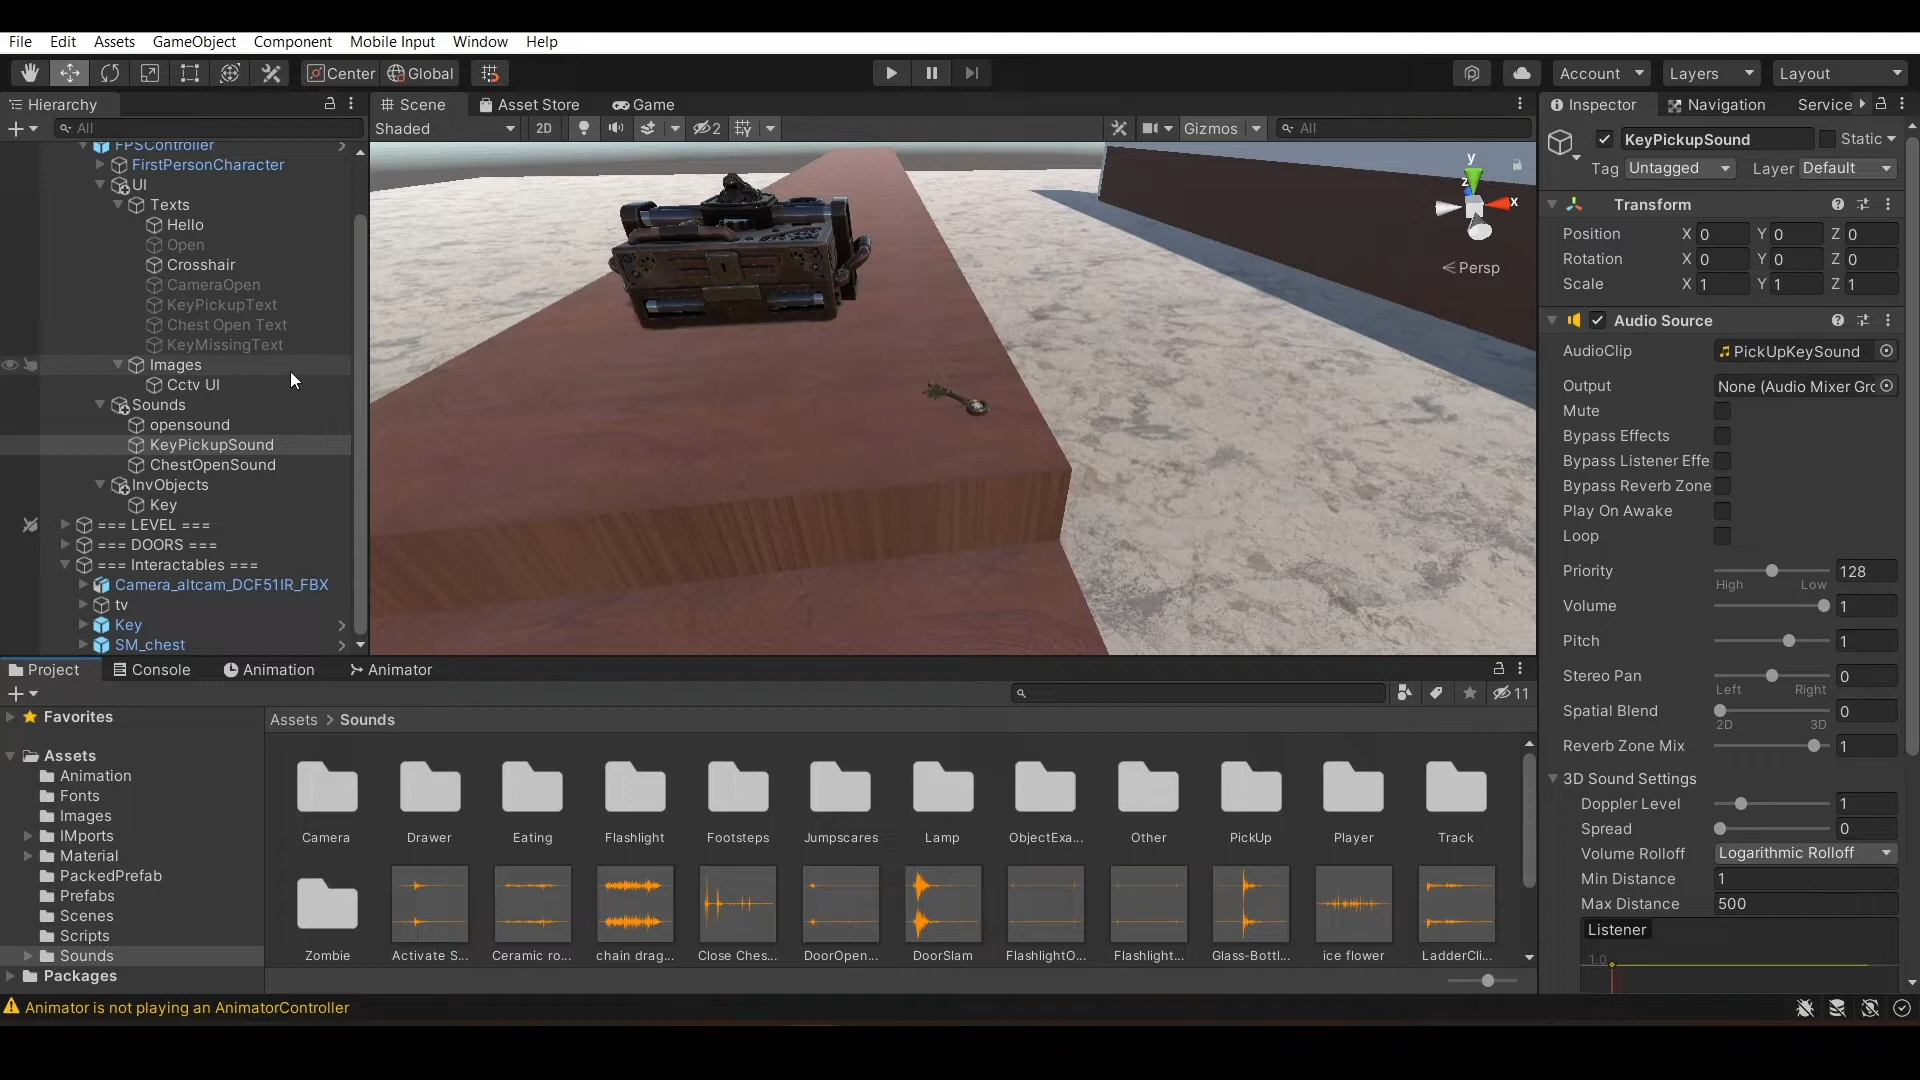 File Edit Assets GameObject Component Mobile Input Window Help
Center Global Account Layers Layout
Hierarchy
All
FPSController
FirstPersonCharacter
UI
Texts
Hello
Open
Crosshair
CameraOpen
KeyPickupText
Chest Open Text
KeyMissingText
Images
Cctv UI
Sounds
opensound
KeyPickupSound
ChestOpenSound
InvObjects
Key
=== LEVEL ===
=== DOORS ===
=== Interactables ===
Camera_altcam_DCF51IR_FBX
tv
Key
SM_chest
Scene Asset Store Game
Shaded 2D 2 Gizmos All
y
z
x
Persp
Inspector Navigation Service
KeyPickupSound Static
Tag Untagged Layer Default
Transform
Position X 0 Y 0 Z 0
Rotation X 0 Y 0 Z 0
Scale X 1 Y 1 Z 1
Audio Source
AudioClip PickUpKeySound
Output None (Audio Mixer Grc
Mute
Bypass Effects
Bypass Listener Effe
Bypass Reverb Zone
Play On Awake
Loop
Priority 128
High Low
Volume 1
Pitch 1
Stereo Pan 0
Left Right
Spatial Blend 0
2D 3D
Reverb Zone Mix 1
3D Sound Settings
Doppler Level 1
Spread 0
Volume Rolloff Logarithmic Rolloff
Min Distance 1
Max Distance 500
Listener
1.0
Project Console Animation Animator
11
Favorites
Assets
Animation
Fonts
Images
IMports
Material
PackedPrefab
Prefabs
Scenes
Scripts
Sounds
Packages
Assets > Sounds
Camera Drawer Eating Flashlight Footsteps Jumpscares Lamp ObjectExa... Other PickUp Player Track
Zombie Activate S... Ceramic ro... chain drag... Close Ches... DoorOpen... DoorSlam FlashlightO... Flashlight... Glass-Bottl... ice flower LadderCli...
Animator is not playing an AnimatorController